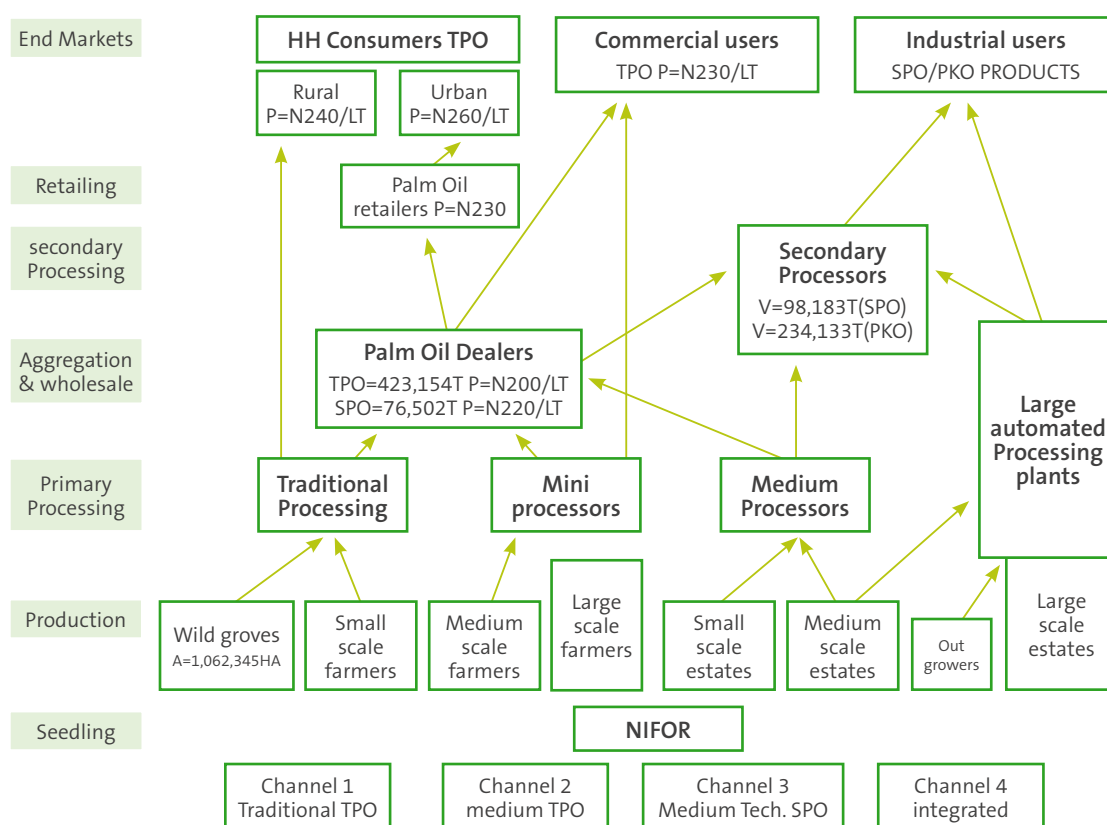 End Markets
HH Consumers TPO
Commercial users
TPO P=N230/LT
Industrial users
SPO/PKO PRODUCTS
Rural
P=N240/LT
Urban
P=N260/LT
Retailing
Palm Oil
retailers P=N230
secondary
Processing
Secondary
Processors
V=98,183T(SPO)
V=234,133T(PKO)
Aggregation
& wholesale
Palm Oil Dealers
TPO=423,154T P=N200/LT
SPO=76,502T P=N220/LT
Large
automated
Processing
plants
Primary
Processing
Traditional
Processing
Mini
processors
Medium
Processors
Production
Wild groves
A=1,062,345HA
Small
scale
farmers
Medium
scale
farmers
Large
scale
farmers
Small
scale
estates
Medium
scale
estates
Out
growers
Large
scale
estates
Seedling
NIFOR
Channel 1
Traditional TPO
Channel 2
medium TPO
Channel 3
Medium Tech. SPO
Channel 4
integrated